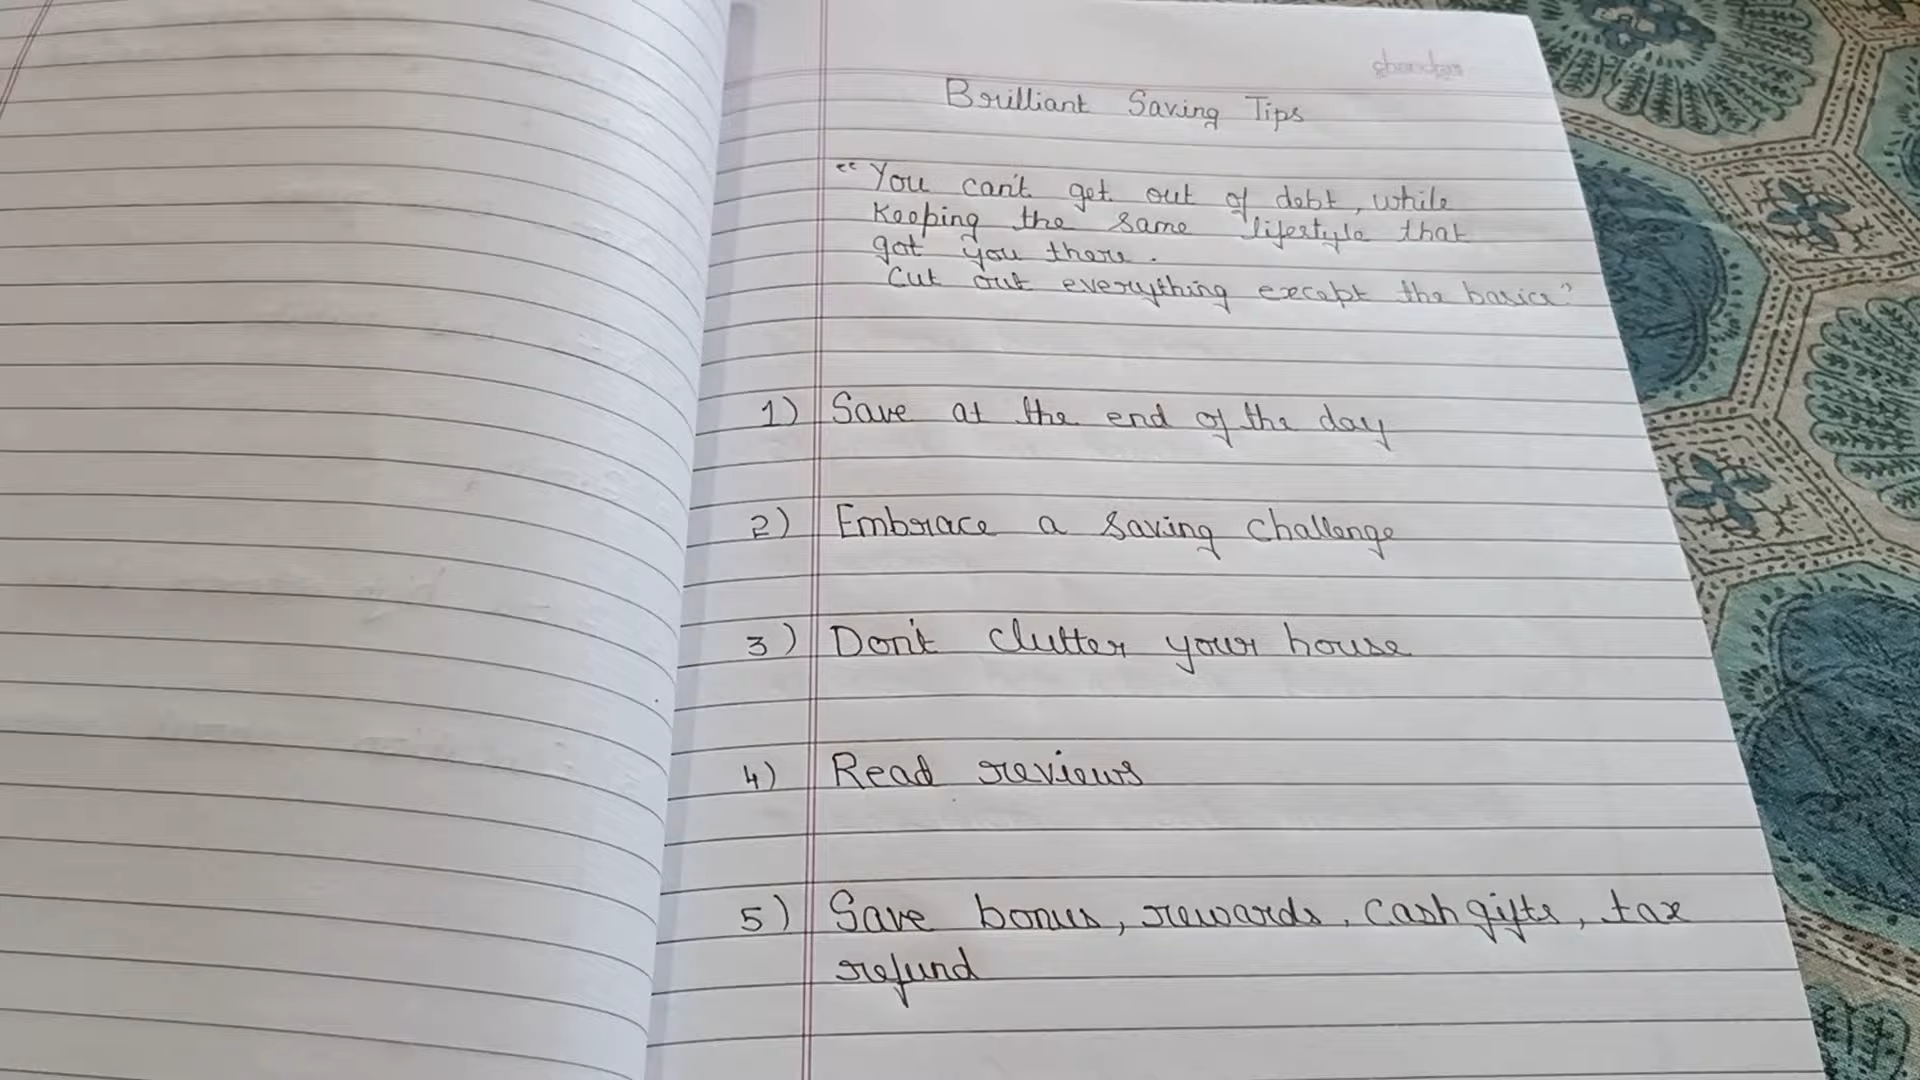 Brilliant Saving Tips
"You can't get out of debt, while
Keeping the same lifestyle that
got you there.
Cut out everything except the basics"
1) Save at the end of the day
2) Embrace a saving challenge
3) Don't clutter your house
4) Read reviews
5) Save bonus, rewards, cash gifts, tax
refund